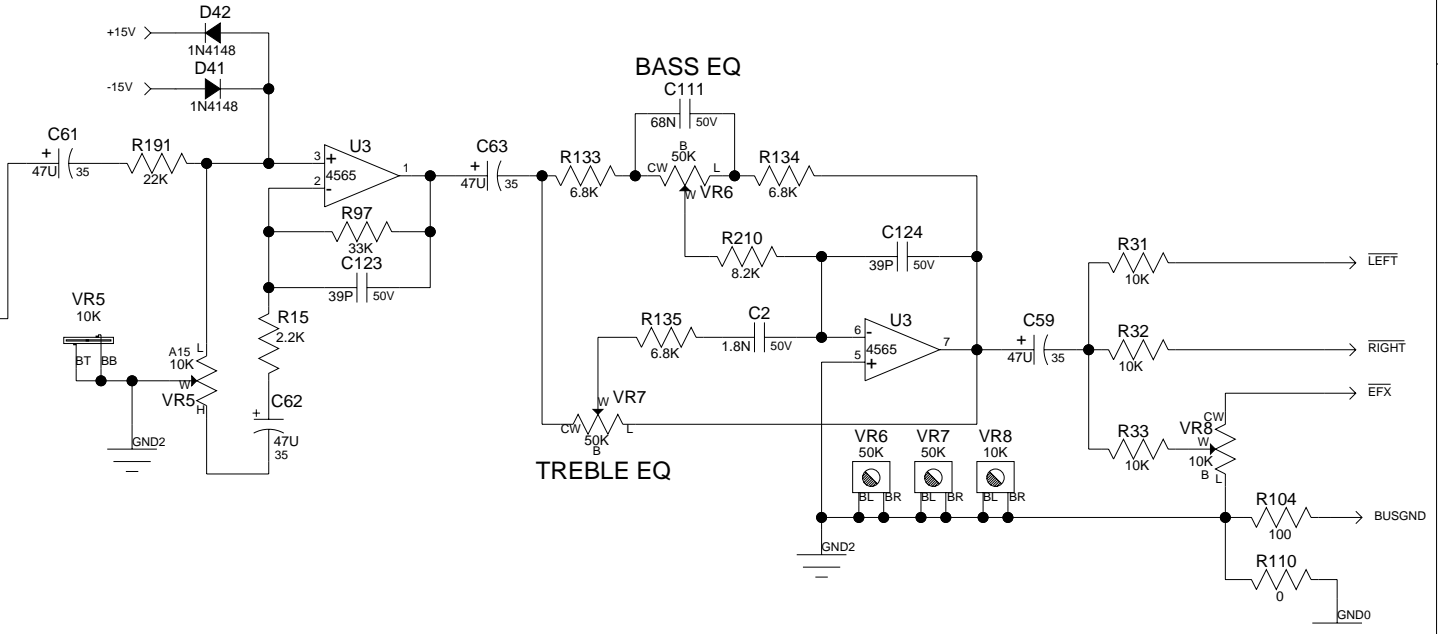 D42
+15V
1N4148
D41
-15V
1N4148
BASS EQ
C111
68N 50V
C61
+
47U 35
R191
22K
3 +
2 -
U3
4565
1
C63
+
47U 35
R133
6.8K
B
50K
CW L
W VR6
R134
6.8K
R97
33K
C123
39P 50V
R210
8.2K
C124
39P 50V
R31
10K
LEFT
VR5
10K
BT BB
A15
10K
L
W
VR5
H
R15
2.2K
C62
+
47U
35
GND2
R135
6.8K
C2
1.8N 50V
6 -
5 +
U3
4565
7
C59
+
47U 35
R32
10K
RIGHT
EFX
W VR7
CW 50K L
B
TREBLE EQ
VR6
50K
BL BR
VR7
50K
BL BR
VR8
10K
BL BR
R33
10K
CW
VR8
W
10K
B L
R104
100
BUSGND
GND2
R110
0
GND0